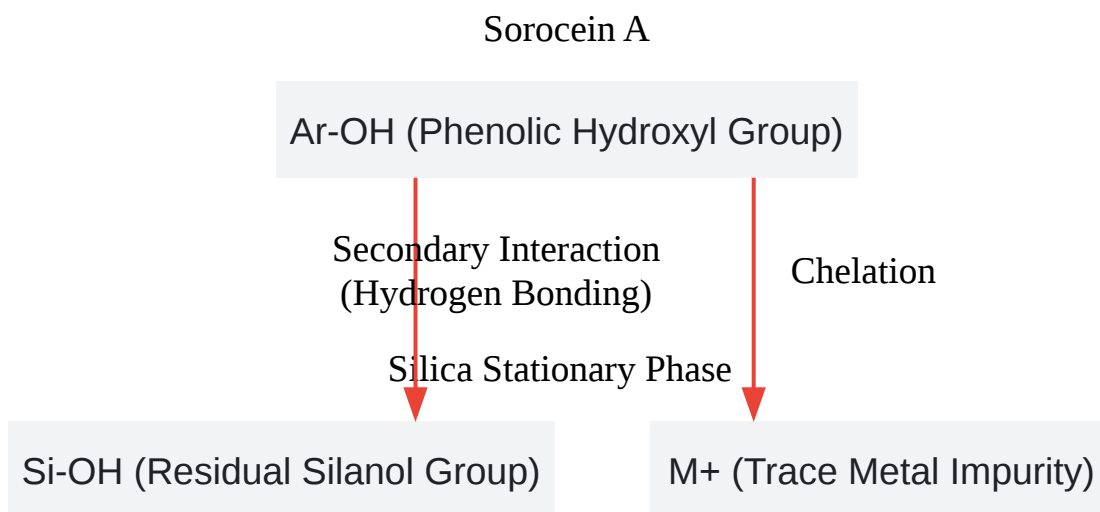 Sorocein A
Ar-OH (Phenolic Hydroxyl Group)
Secondary Interaction
(Hydrogen Bonding)
Chelation
Silica Stationary Phase
Si-OH (Residual Silanol Group)
M+ (Trace Metal Impurity)